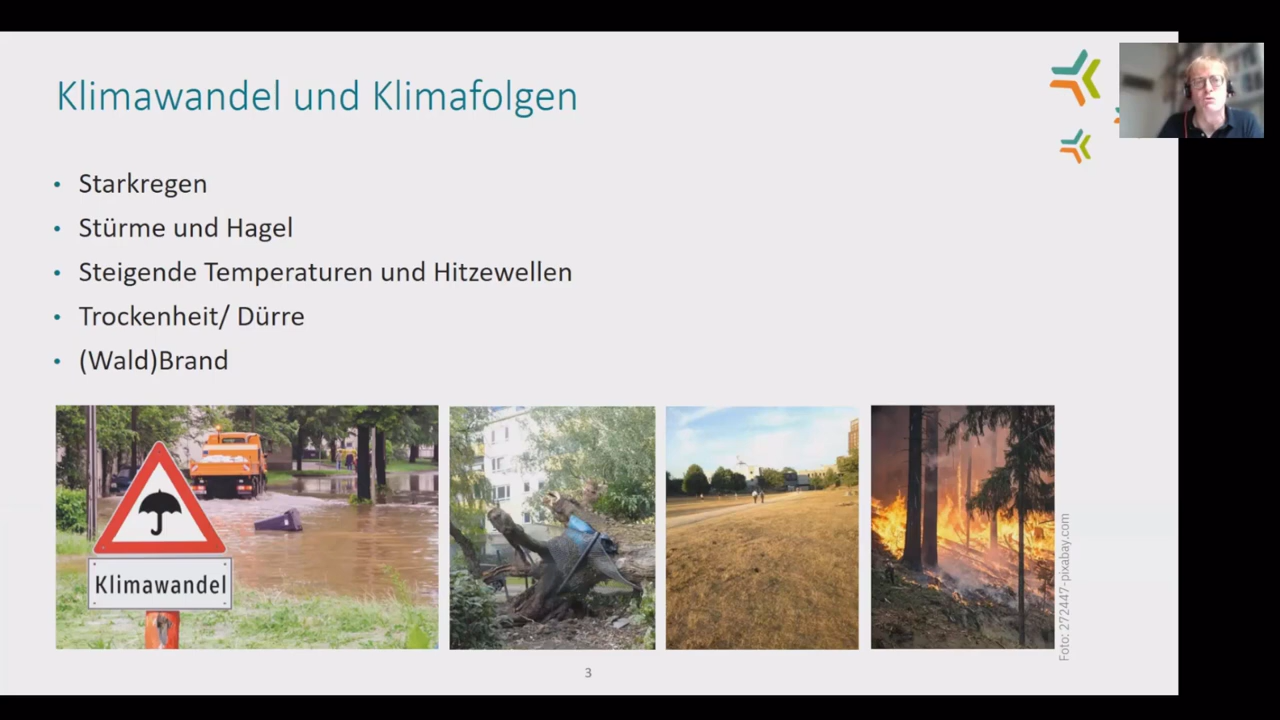 Klimawandel und Klimafolgen
• Starkregen
• Stürme und Hagel
• Steigende Temperaturen und Hitzewellen
• Trockenheit/ Dürre
• (Wald)Brand
Klimawandel
Foto: 272447-pixabay.com
3